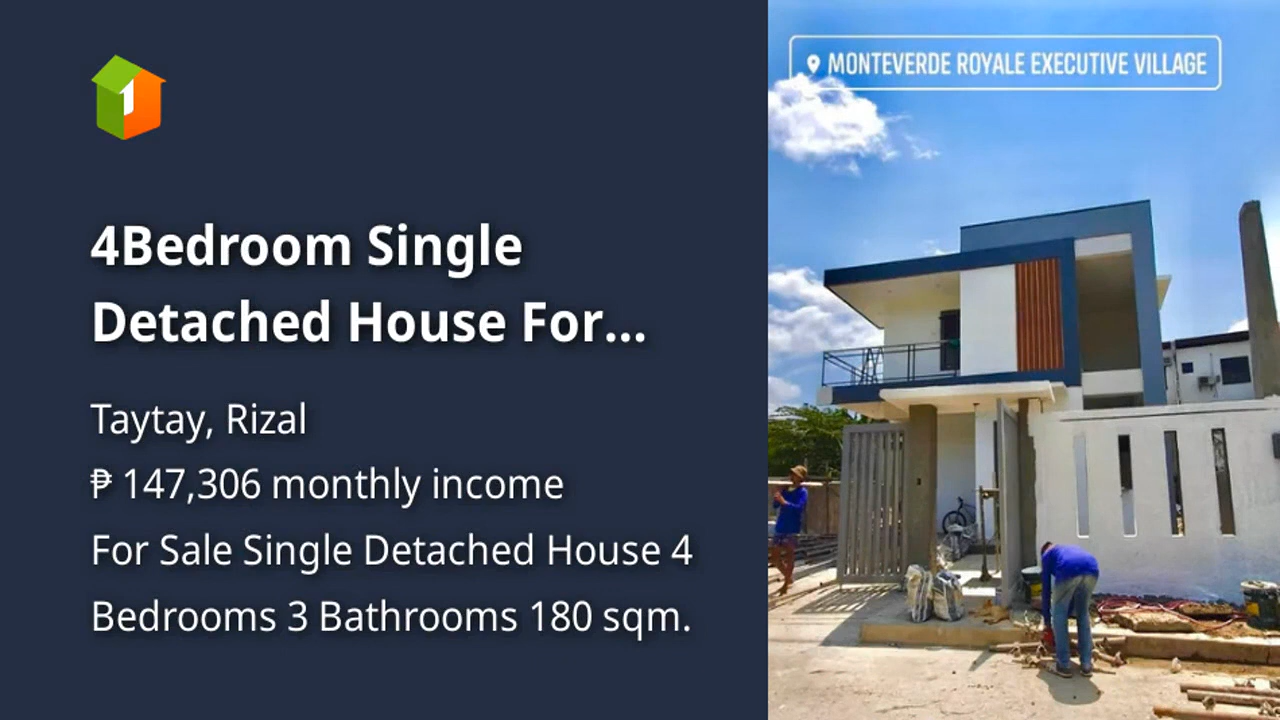 4Bedroom Single
Detached House For...
Taytay, Rizal
₱ 147,306 monthly income
For Sale Single Detached House 4
Bedrooms 3 Bathrooms 180 sqm.
MONTEVERDE ROYALE EXECUTIVE VILLAGE